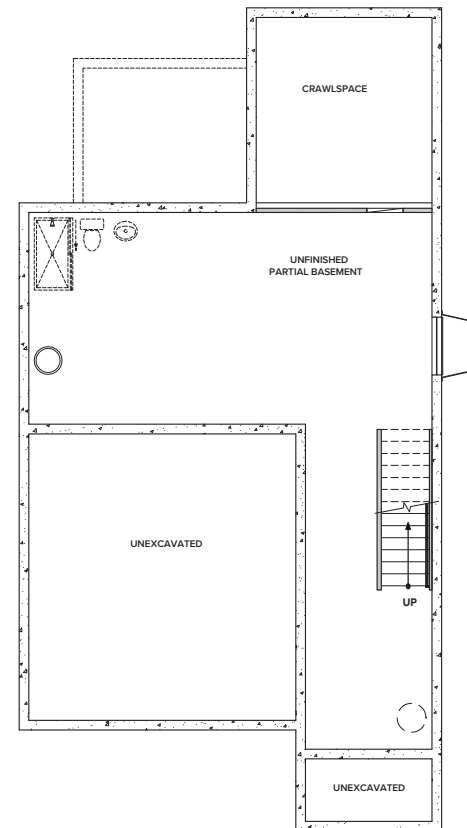 CRAWLSPACE
UNFINISHED
PARTIAL BASEMENT
UNEXCAVATED
UP
UNEXCAVATED